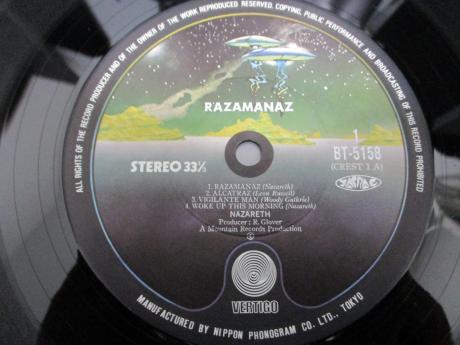 ALL RIGHTS OF THE RECORD PRODUCER AND OF THE OWNER OF THE WORK REPRODUCED RESERVED. COPYING, PUBLIC PERFORMANCE AND BROADCASTING OF THIS RECORD PROHIBITED
RAZAMANAZ
1
BT-5158
(CREST 1 A)
STEREO 33⅓
1. RAZAMANAZ (Nazareth)
2. ALCATRAZ (Leon Russell)
3. VIGILANTE MAN (Woody Guthrie)
4. WOKE UP THIS MORNING (Nazareth)
NAZARETH
Producer: R. Glover
A Mountain Records Production
VERTIGO
MANUFACTURED BY NIPPON PHONOGRAM CO. LTD., TOKYO